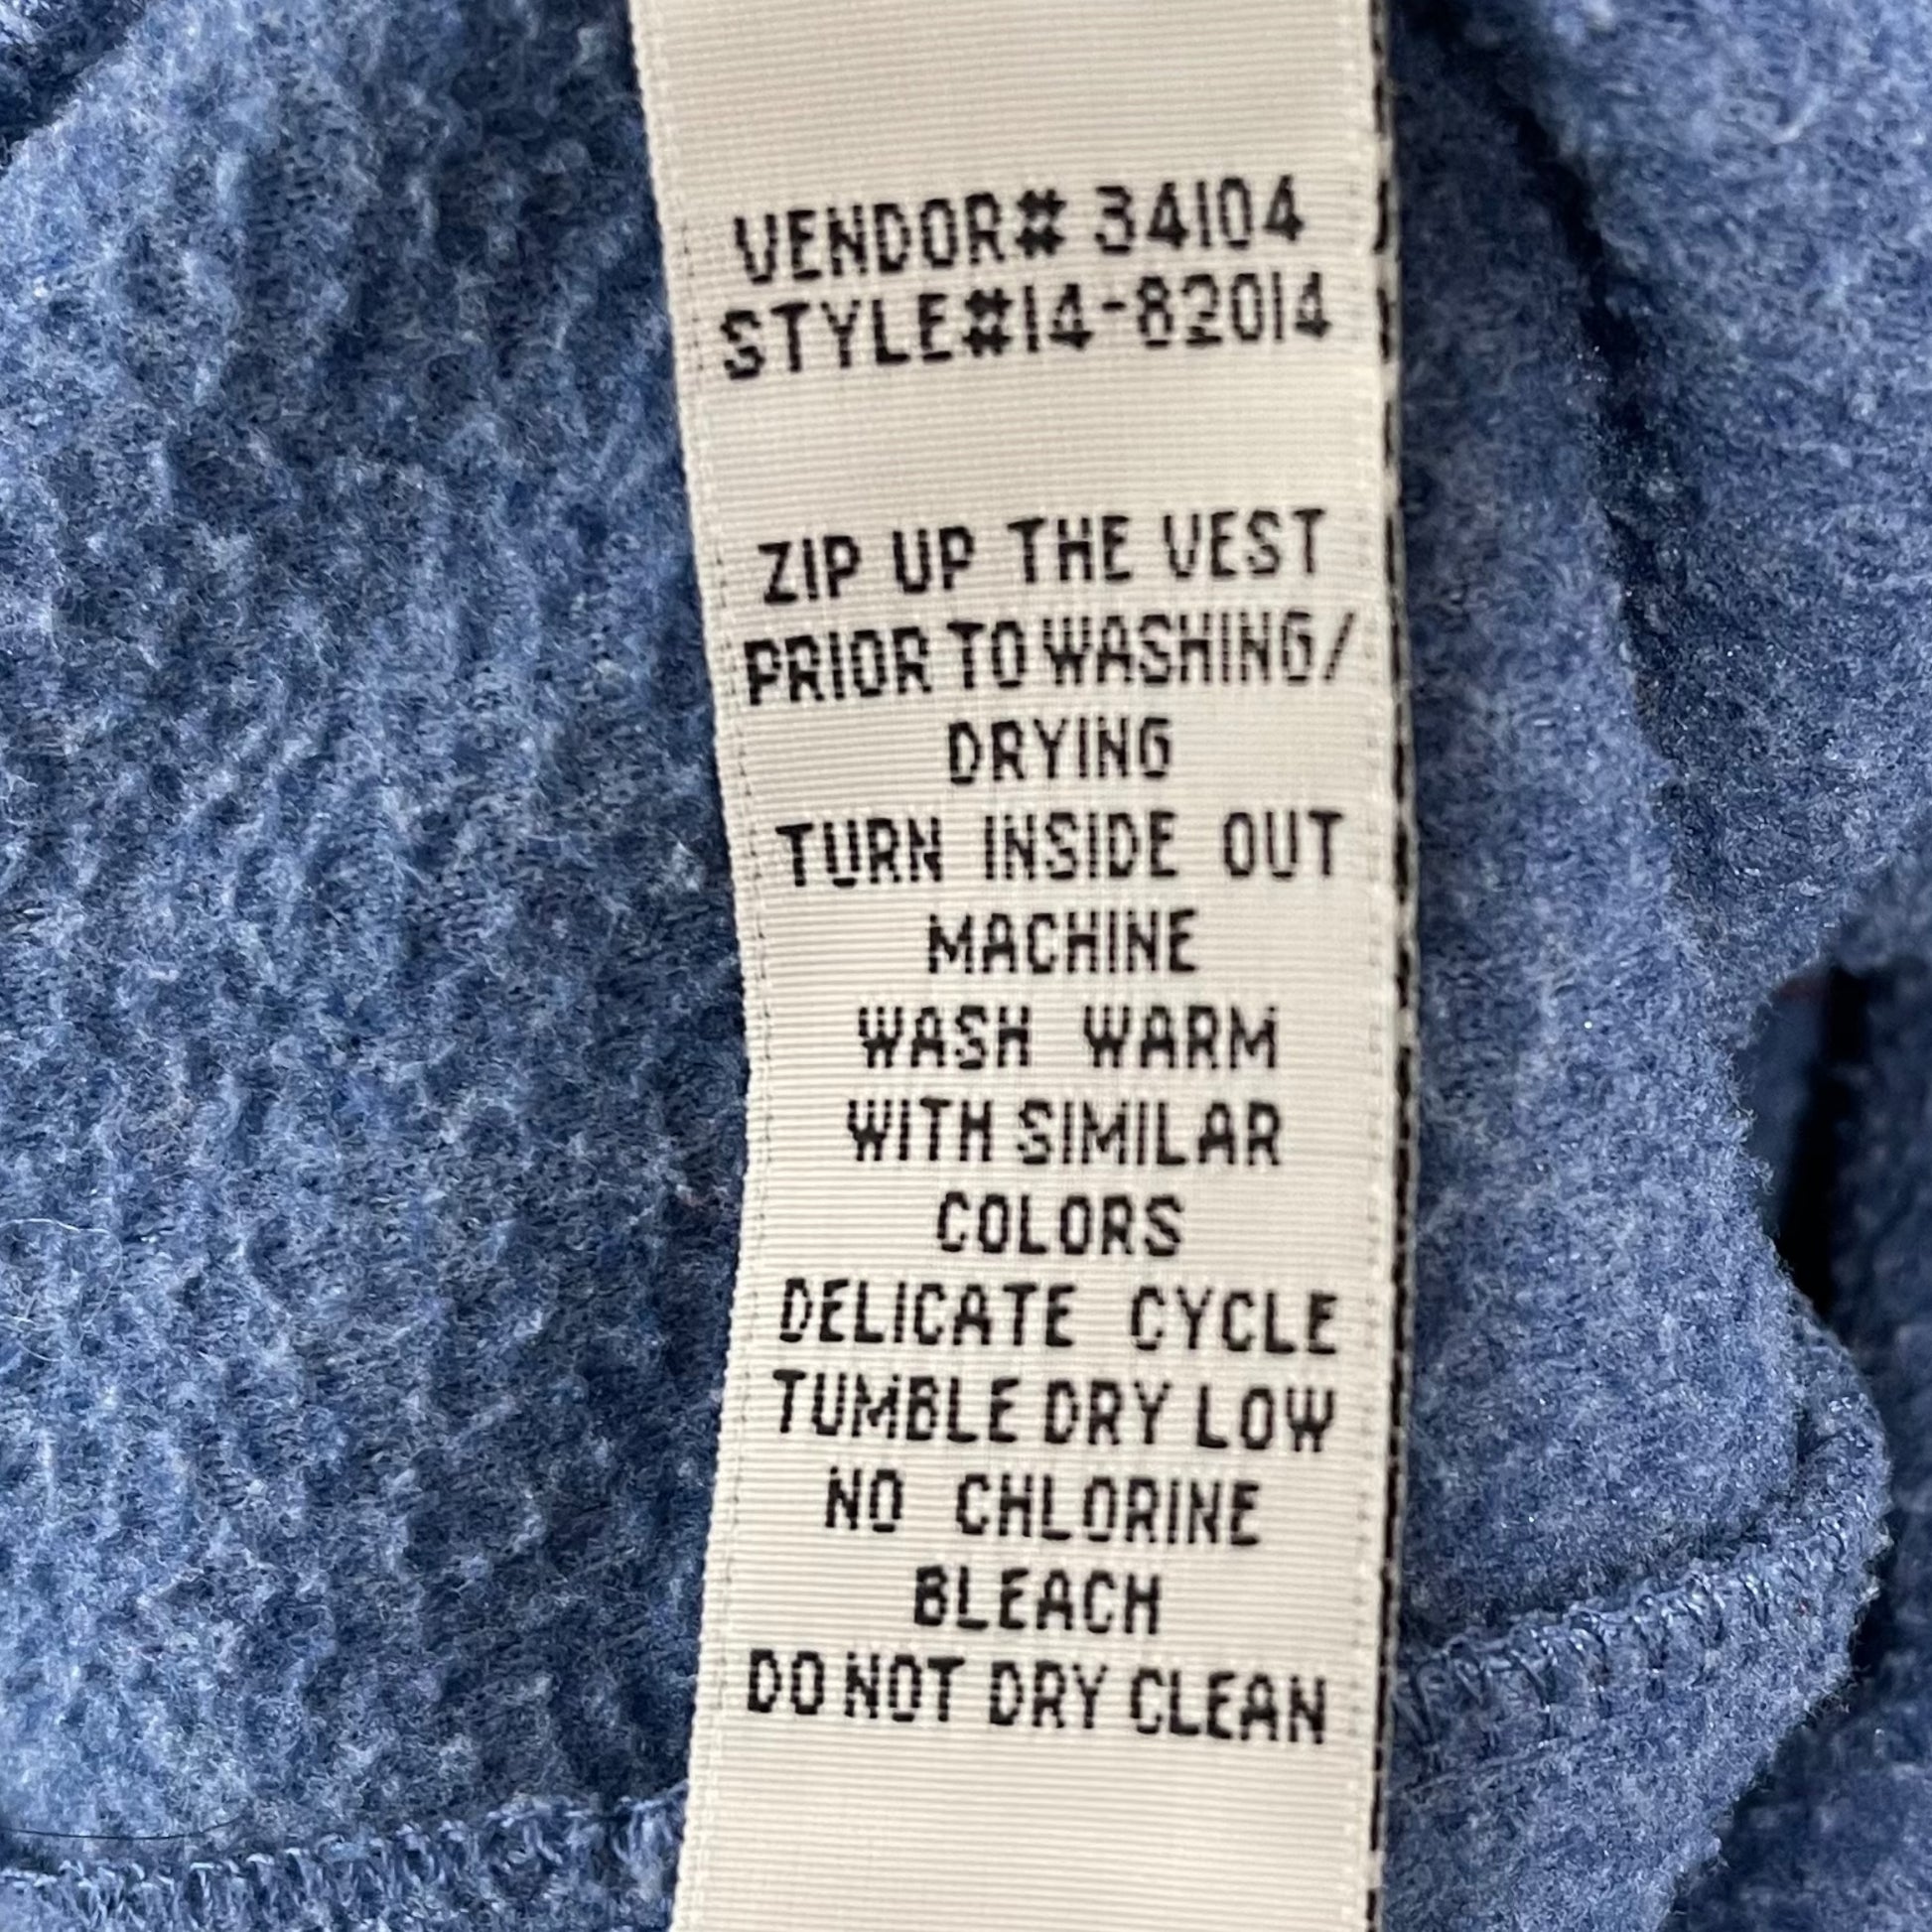 VENDOR# 34104
STYLE#14-82014
ZIP UP THE VEST
PRIOR TO WASHING/
DRYING
TURN INSIDE OUT
MACHINE
WASH WARM
WITH SIMILAR
COLORS
DELICATE CYCLE
TUMBLE DRY LOW
NO CHLORINE
BLEACH
DO NOT DRY CLEAN